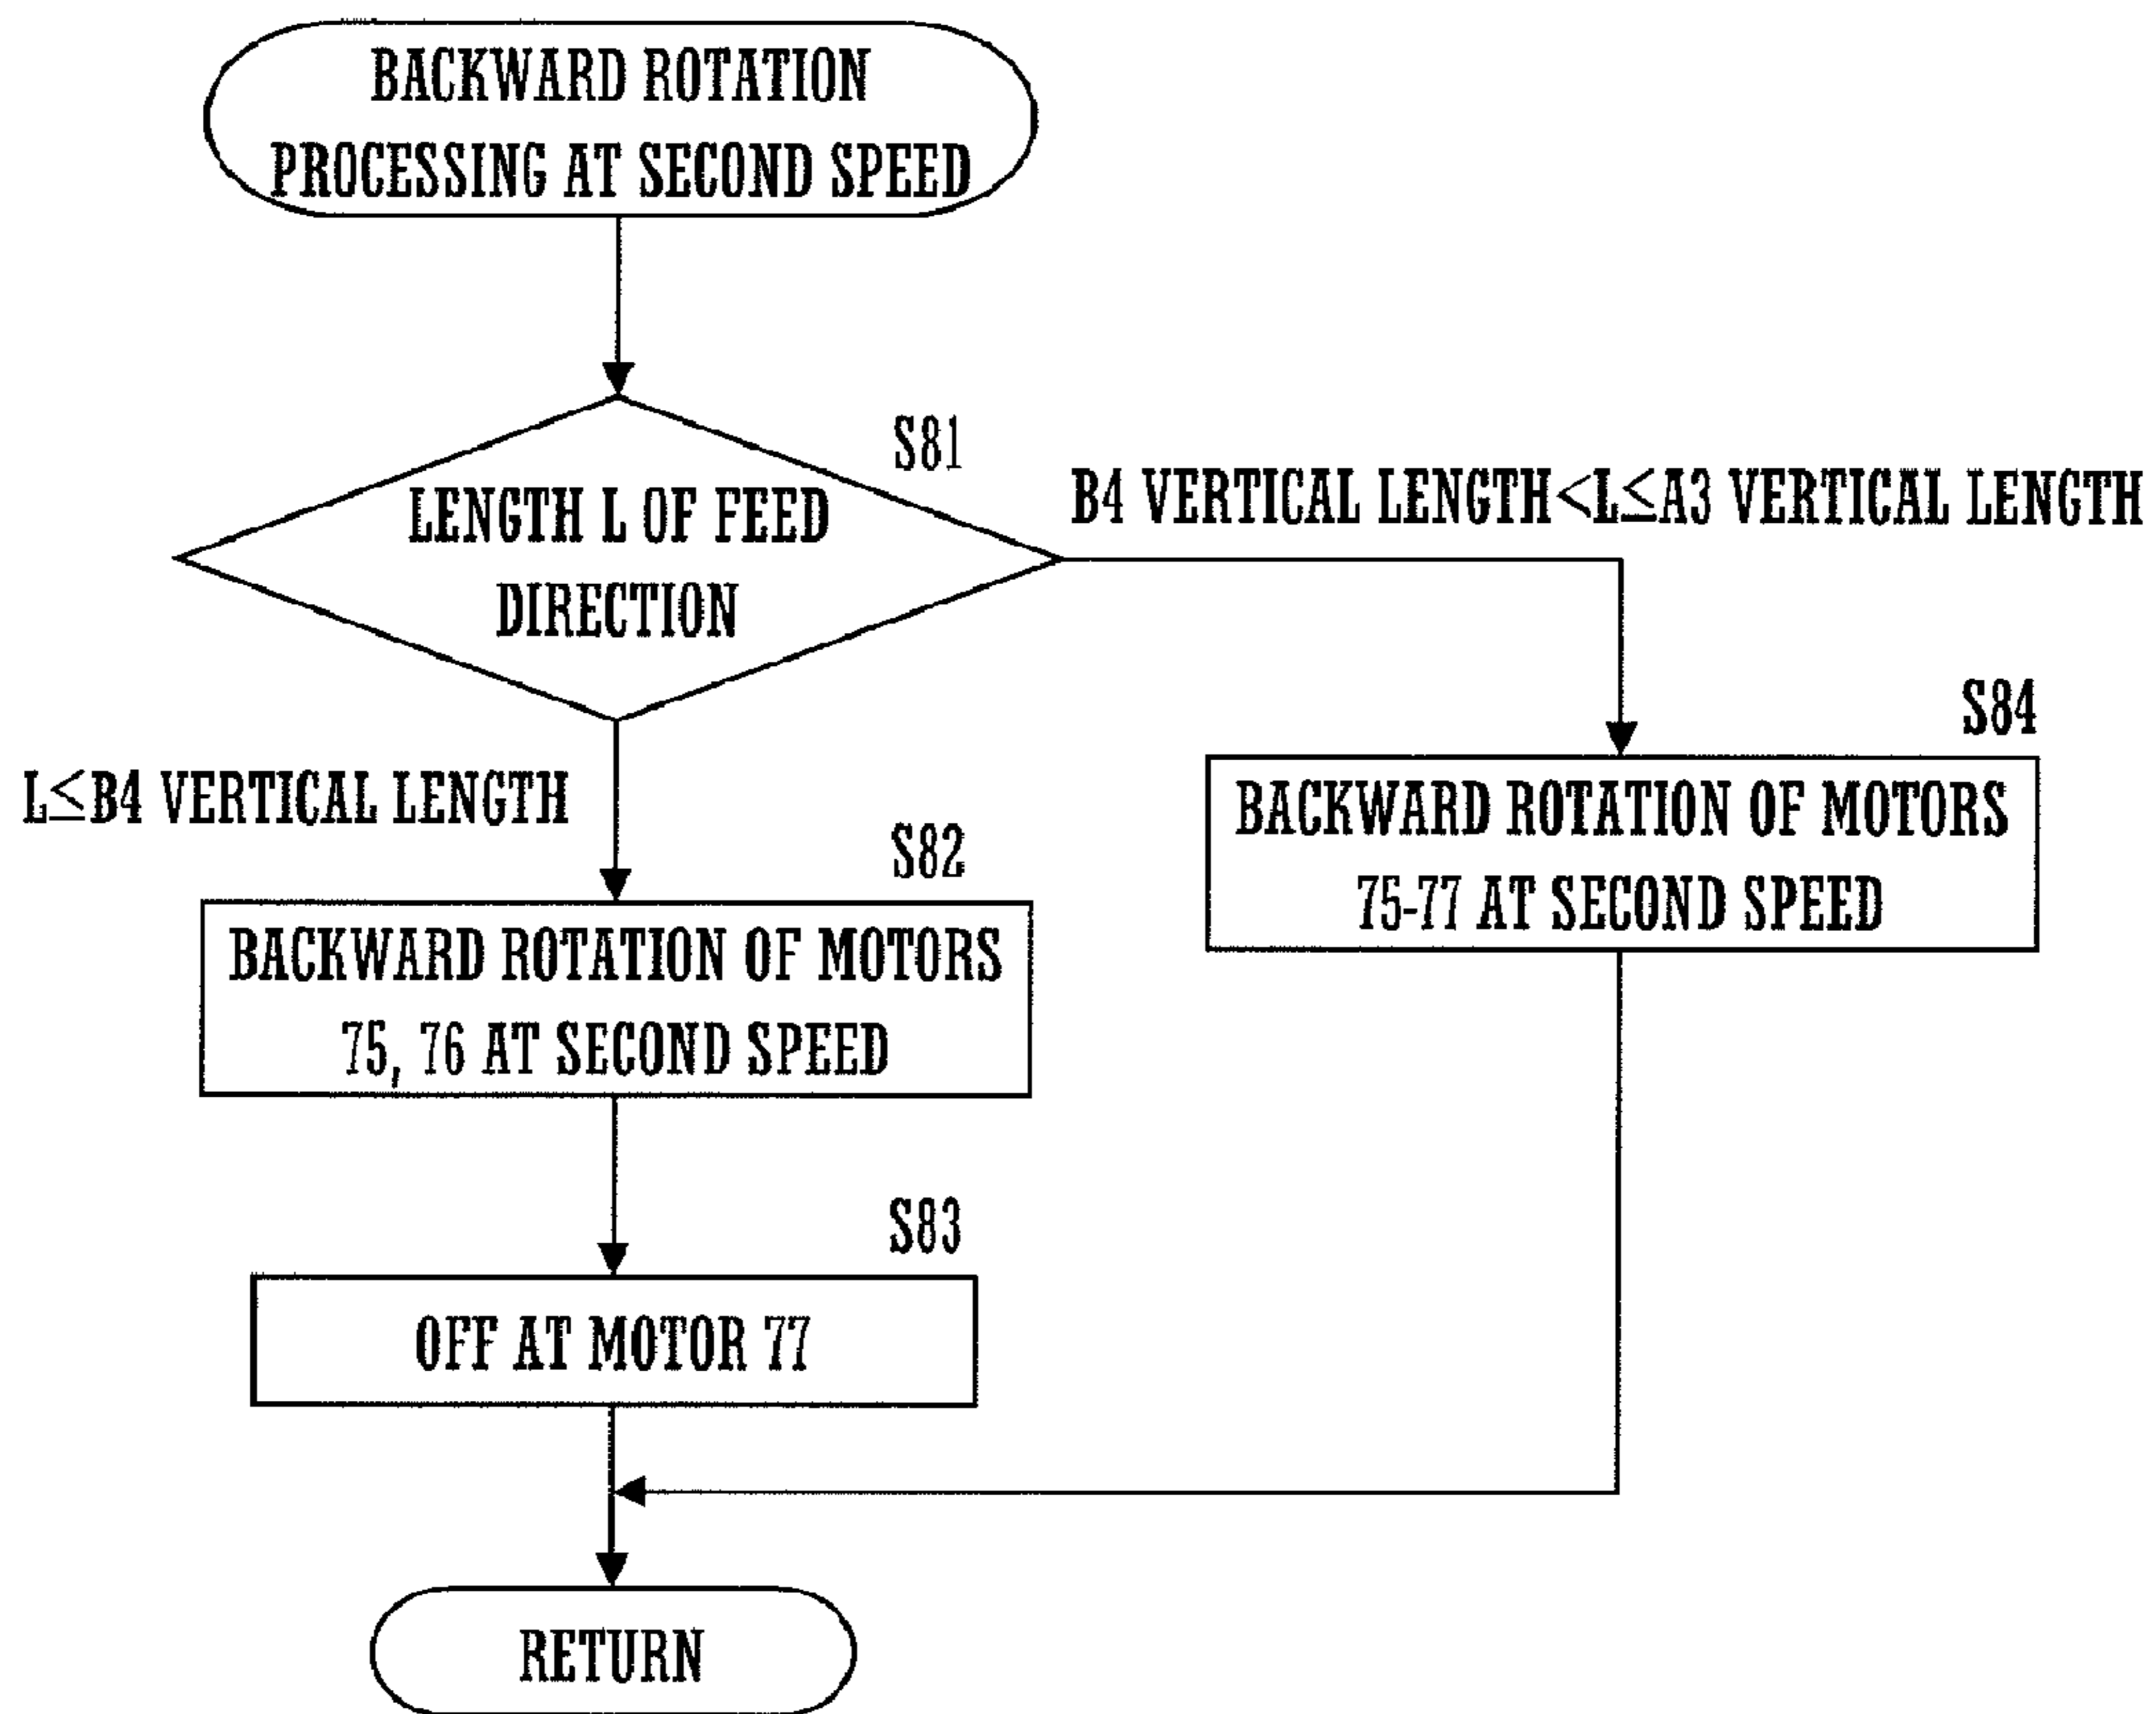 BACKWARD ROTATION
PROCESSING AT SECOND SPEED
S81
LENGTH L OF FEED
DIRECTION
B4 VERTICAL LENGTH<L≤A3 VERTICAL LENGTH
L≤B4 VERTICAL LENGTH
S82
BACKWARD ROTATION OF MOTORS
75, 76 AT SECOND SPEED
S84
BACKWARD ROTATION OF MOTORS
75-77 AT SECOND SPEED
S83
OFF AT MOTOR 77
RETURN